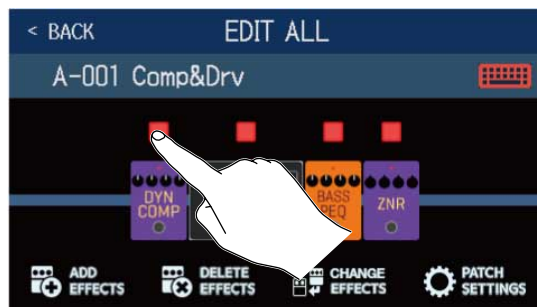 < BACK EDIT ALL
A-001 Comp&Drv
DYN
COMP
BASS
PEQ
ZNR
ADD
EFFECTS
DELETE
EFFECTS
CHANGE
EFFECTS
PATCH
SETTINGS